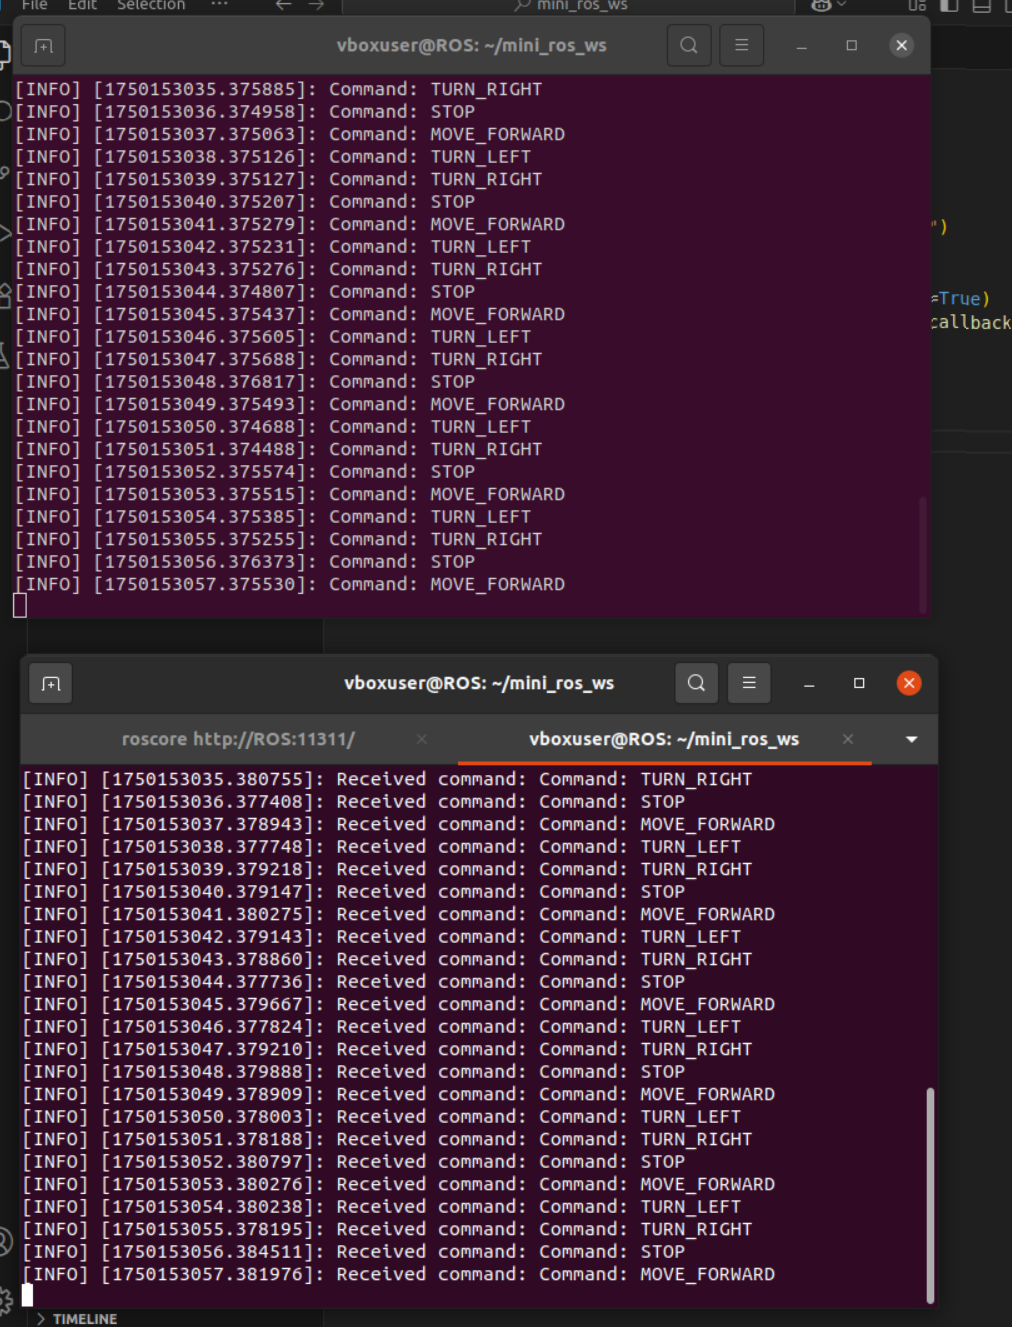 File Edit Selection ··· mini_ros_ws
vboxuser@ROS: ~/mini_ros_ws
[INFO] [1750153035.375885]: Command: TURN_RIGHT
[INFO] [1750153036.374958]: Command: STOP
[INFO] [1750153037.375063]: Command: MOVE_FORWARD
[INFO] [1750153038.375126]: Command: TURN_LEFT
[INFO] [1750153039.375127]: Command: TURN_RIGHT
[INFO] [1750153040.375207]: Command: STOP
[INFO] [1750153041.375279]: Command: MOVE_FORWARD
[INFO] [1750153042.375231]: Command: TURN_LEFT
[INFO] [1750153043.375276]: Command: TURN_RIGHT
[INFO] [1750153044.374807]: Command: STOP
[INFO] [1750153045.375437]: Command: MOVE_FORWARD
[INFO] [1750153046.375605]: Command: TURN_LEFT
[INFO] [1750153047.375688]: Command: TURN_RIGHT
[INFO] [1750153048.376817]: Command: STOP
[INFO] [1750153049.375493]: Command: MOVE_FORWARD
[INFO] [1750153050.374688]: Command: TURN_LEFT
[INFO] [1750153051.374488]: Command: TURN_RIGHT
[INFO] [1750153052.375574]: Command: STOP
[INFO] [1750153053.375515]: Command: MOVE_FORWARD
[INFO] [1750153054.375385]: Command: TURN_LEFT
[INFO] [1750153055.375255]: Command: TURN_RIGHT
[INFO] [1750153056.376373]: Command: STOP
[INFO] [1750153057.375530]: Command: MOVE_FORWARD
")
=True)
callback
vboxuser@ROS: ~/mini_ros_ws
roscore http://ROS:11311/ × vboxuser@ROS: ~/mini_ros_ws ×
[INFO] [1750153035.380755]: Received command: Command: TURN_RIGHT
[INFO] [1750153036.377408]: Received command: Command: STOP
[INFO] [1750153037.378943]: Received command: Command: MOVE_FORWARD
[INFO] [1750153038.377748]: Received command: Command: TURN_LEFT
[INFO] [1750153039.379218]: Received command: Command: TURN_RIGHT
[INFO] [1750153040.379147]: Received command: Command: STOP
[INFO] [1750153041.380275]: Received command: Command: MOVE_FORWARD
[INFO] [1750153042.379143]: Received command: Command: TURN_LEFT
[INFO] [1750153043.378860]: Received command: Command: TURN_RIGHT
[INFO] [1750153044.377736]: Received command: Command: STOP
[INFO] [1750153045.379667]: Received command: Command: MOVE_FORWARD
[INFO] [1750153046.377824]: Received command: Command: TURN_LEFT
[INFO] [1750153047.379210]: Received command: Command: TURN_RIGHT
[INFO] [1750153048.379888]: Received command: Command: STOP
[INFO] [1750153049.378909]: Received command: Command: MOVE_FORWARD
[INFO] [1750153050.378003]: Received command: Command: TURN_LEFT
[INFO] [1750153051.378188]: Received command: Command: TURN_RIGHT
[INFO] [1750153052.380797]: Received command: Command: STOP
[INFO] [1750153053.380276]: Received command: Command: MOVE_FORWARD
[INFO] [1750153054.380238]: Received command: Command: TURN_LEFT
[INFO] [1750153055.378195]: Received command: Command: TURN_RIGHT
[INFO] [1750153056.384511]: Received command: Command: STOP
[INFO] [1750153057.381976]: Received command: Command: MOVE_FORWARD
TIMELINE